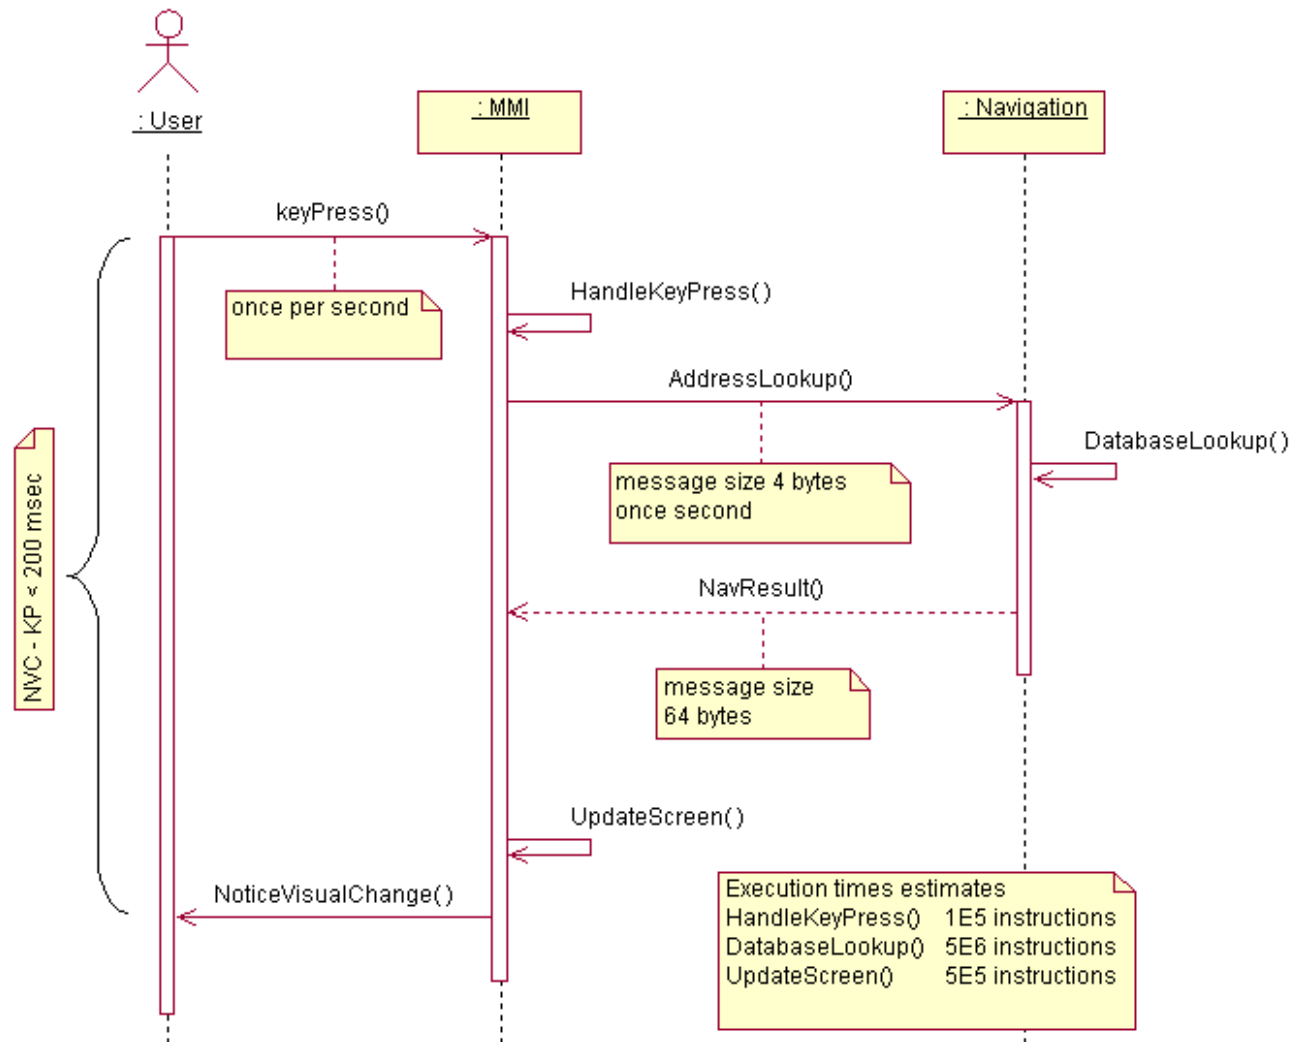 : User
: MMI
: Navigation
keyPress()
once per second
HandleKeyPress()
AddressLookup()
DatabaseLookup()
message size 4 bytes
once second
NVC - KP < 200 msec
NavResult()
message size
64 bytes
UpdateScreen()
NoticeVisualChange()
Execution times estimates
HandleKeyPress() 1E5 instructions
DatabaseLookup() 5E6 instructions
UpdateScreen() 5E5 instructions